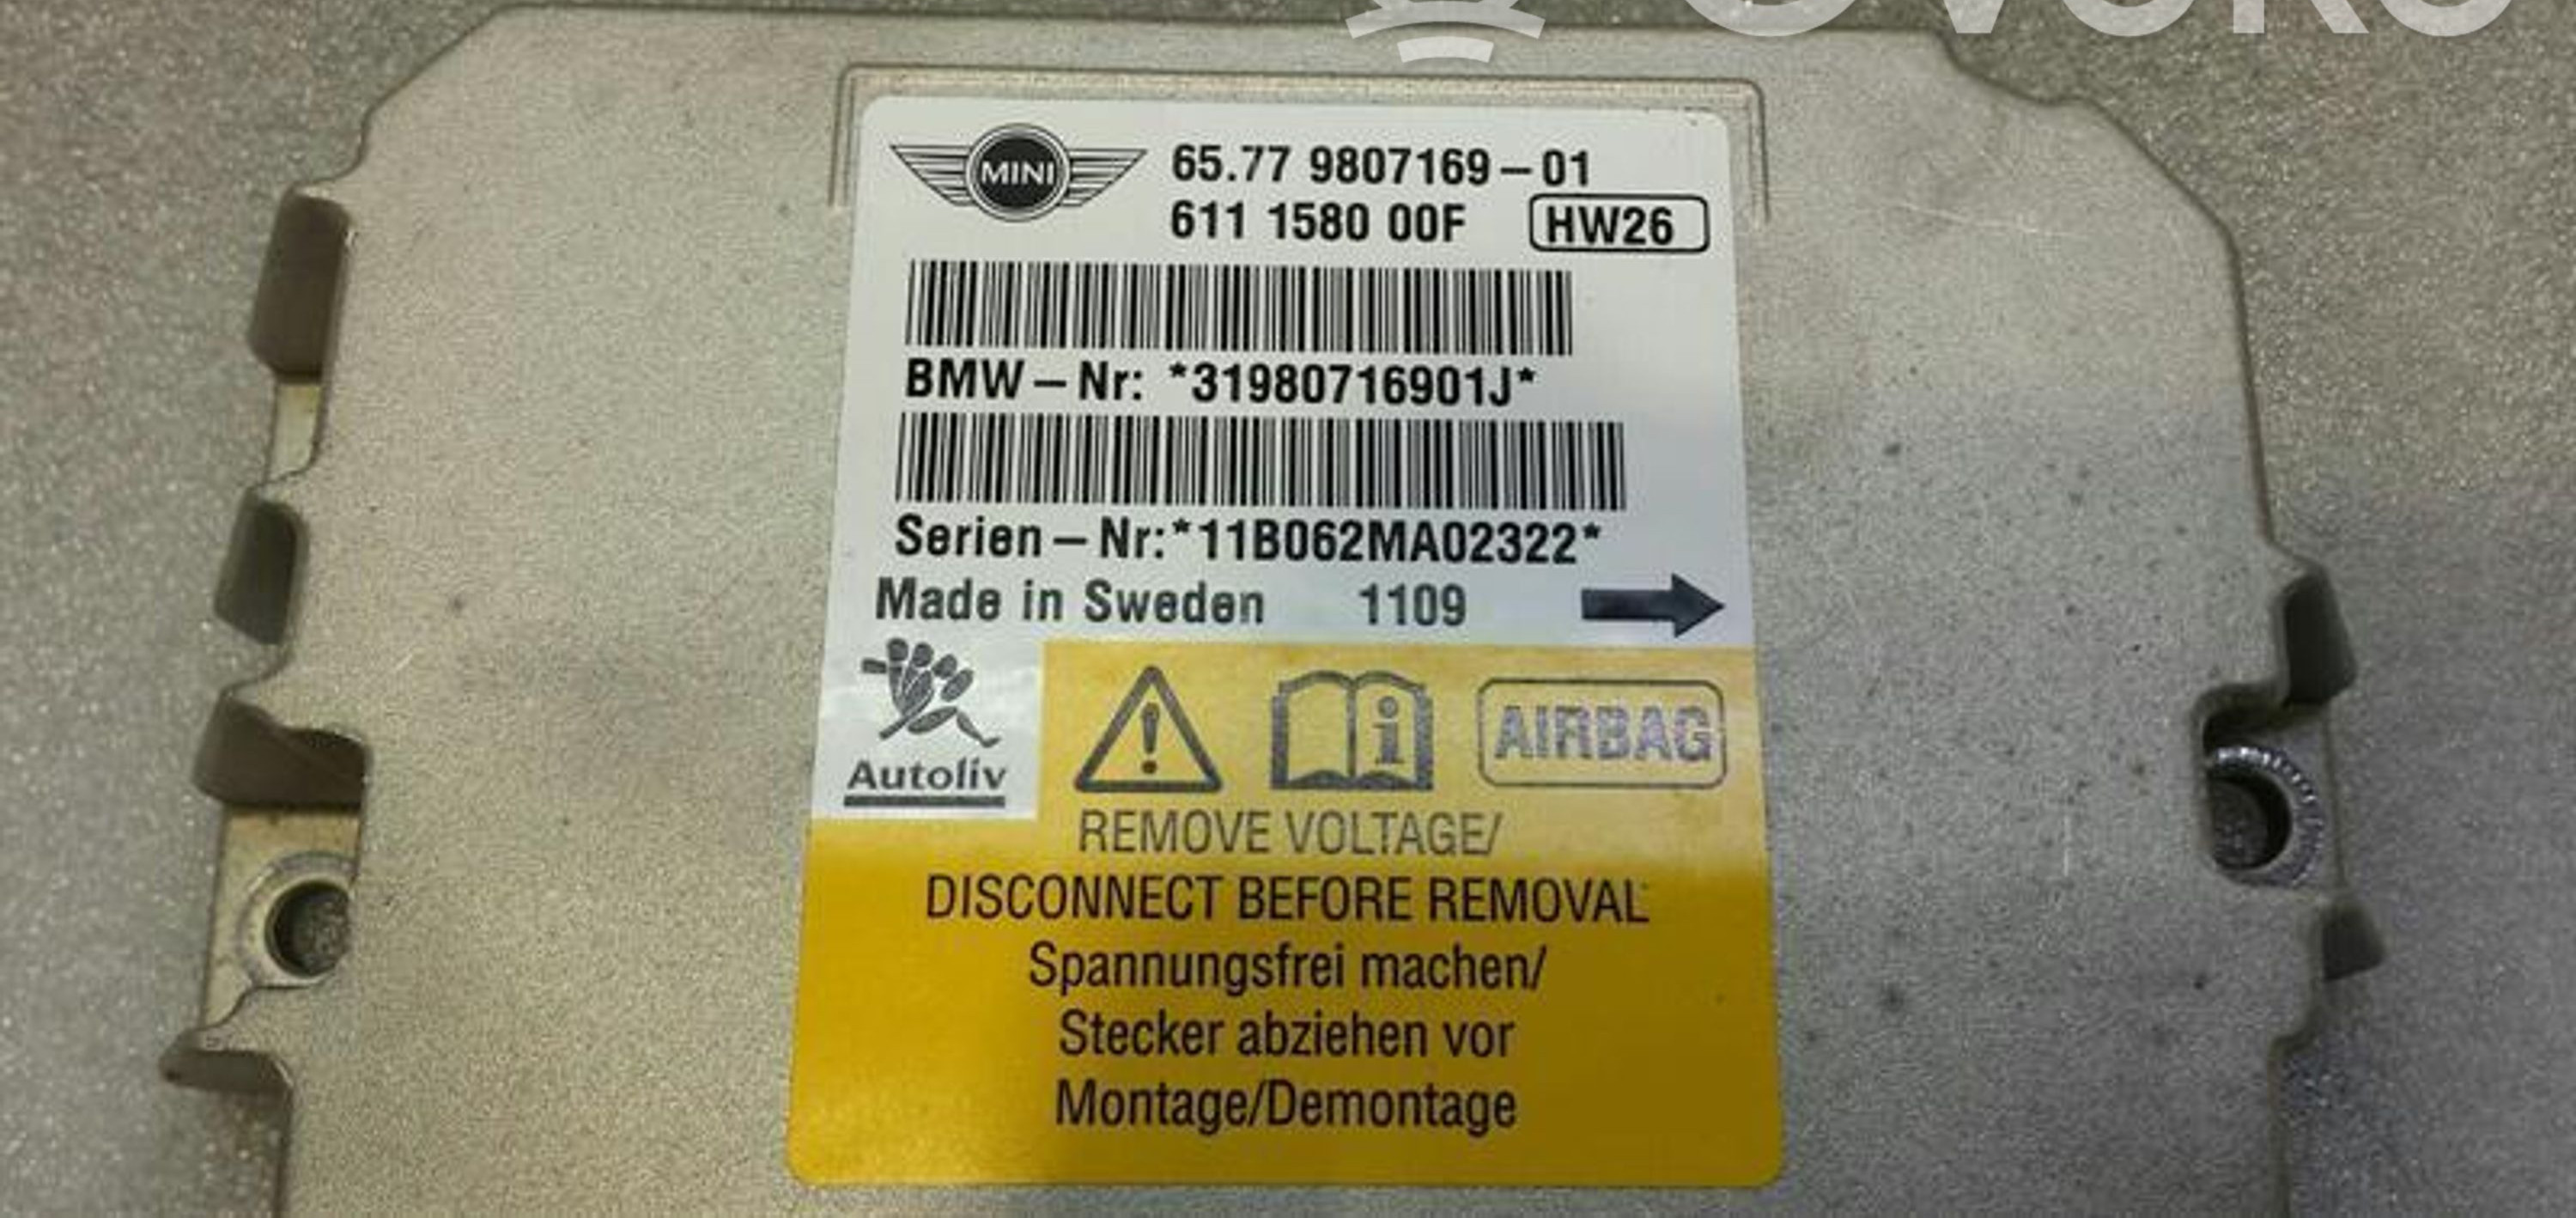 MINI
65.77 9807169-01
611 1580 00F HW26
BMW-Nr: *31980716901J*
Serien-Nr:*11B062MA02322*
Made in Sweden 1109
Autoliv
AIRBAG
REMOVE VOLTAGE/
DISCONNECT BEFORE REMOVAL
Spannungsfrei machen/
Stecker abziehen vor
Montage/Demontage